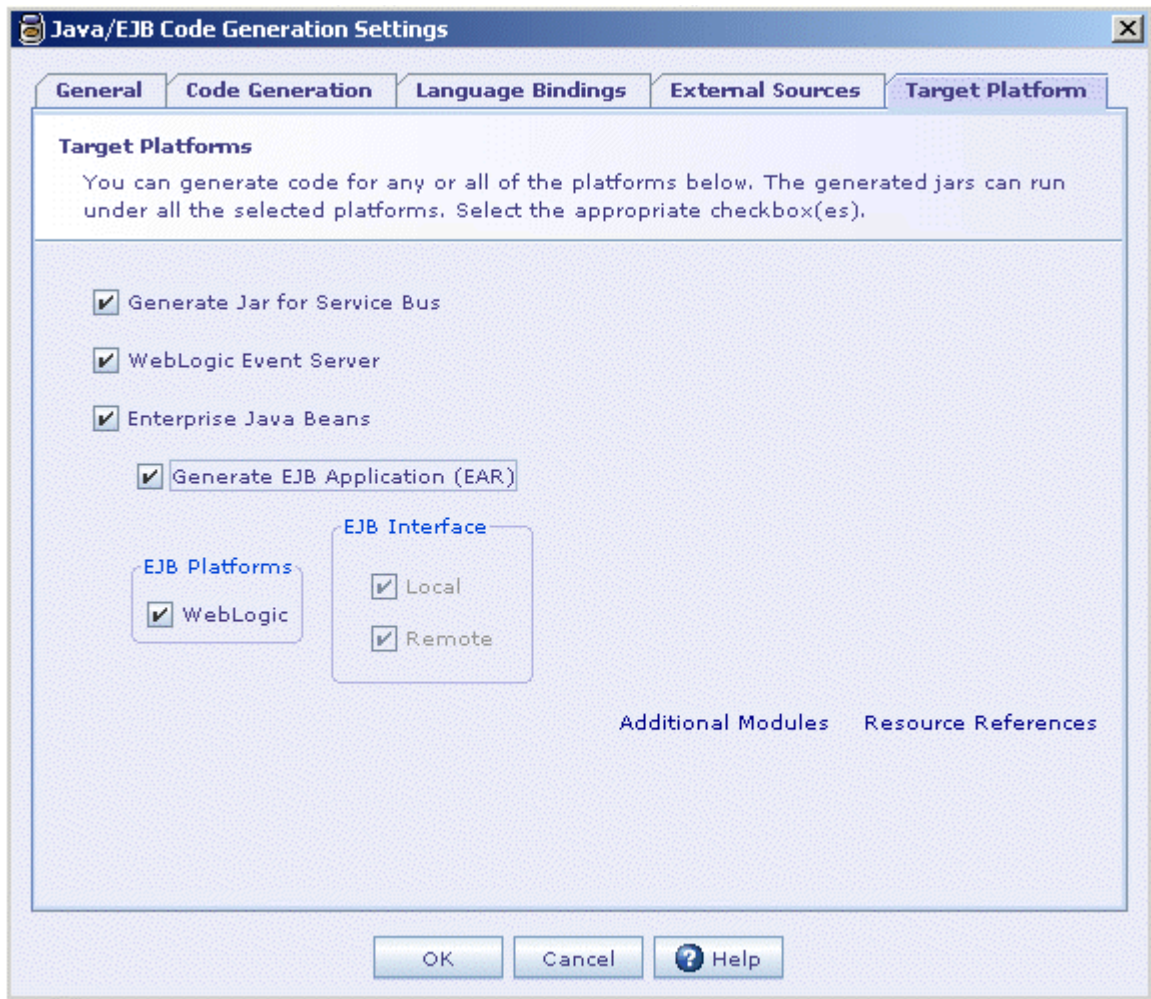 Java/EJB Code Generation Settings
General Code Generation Language Bindings External Sources Target Platform
Target Platforms
You can generate code for any or all of the platforms below. The generated jars can run
under all the selected platforms. Select the appropriate checkbox(es).
Generate Jar for Service Bus
WebLogic Event Server
Enterprise Java Beans
Generate EJB Application (EAR)
EJB Interface
EJB Platforms
Local
WebLogic
Remote
Additional Modules Resource References
OK Cancel ? Help